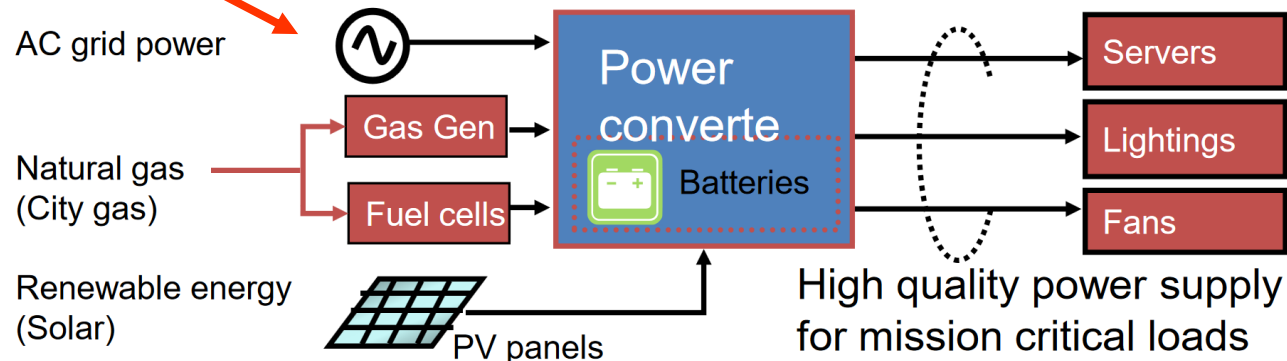 AC grid power
Natural gas
(City gas)
Renewable energy
(Solar)
Gas Gen
Fuel cells
PV panels
Power
converte
Batteries
Servers
Lightings
Fans
High quality power supply
for mission critical loads